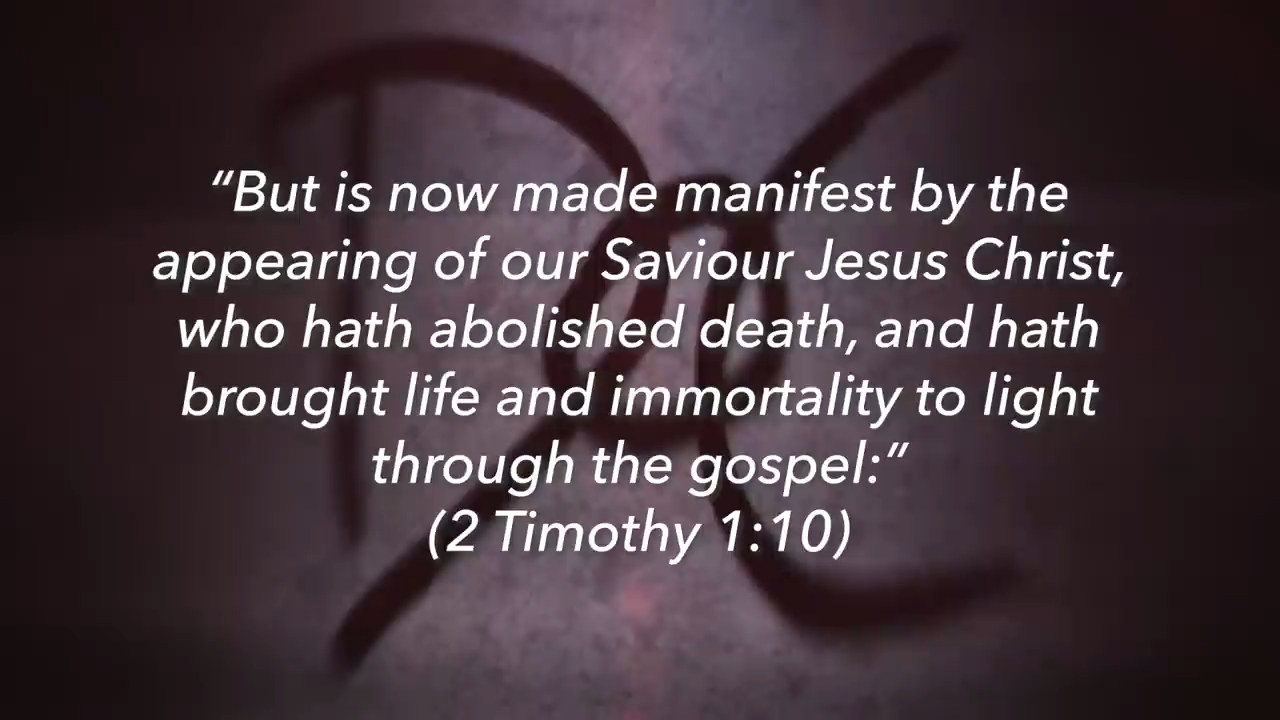 “But is now made manifest by the
appearing of our Saviour Jesus Christ,
who hath abolished death, and hath
brought life and immortality to light
through the gospel:”
(2 Timothy 1:10)